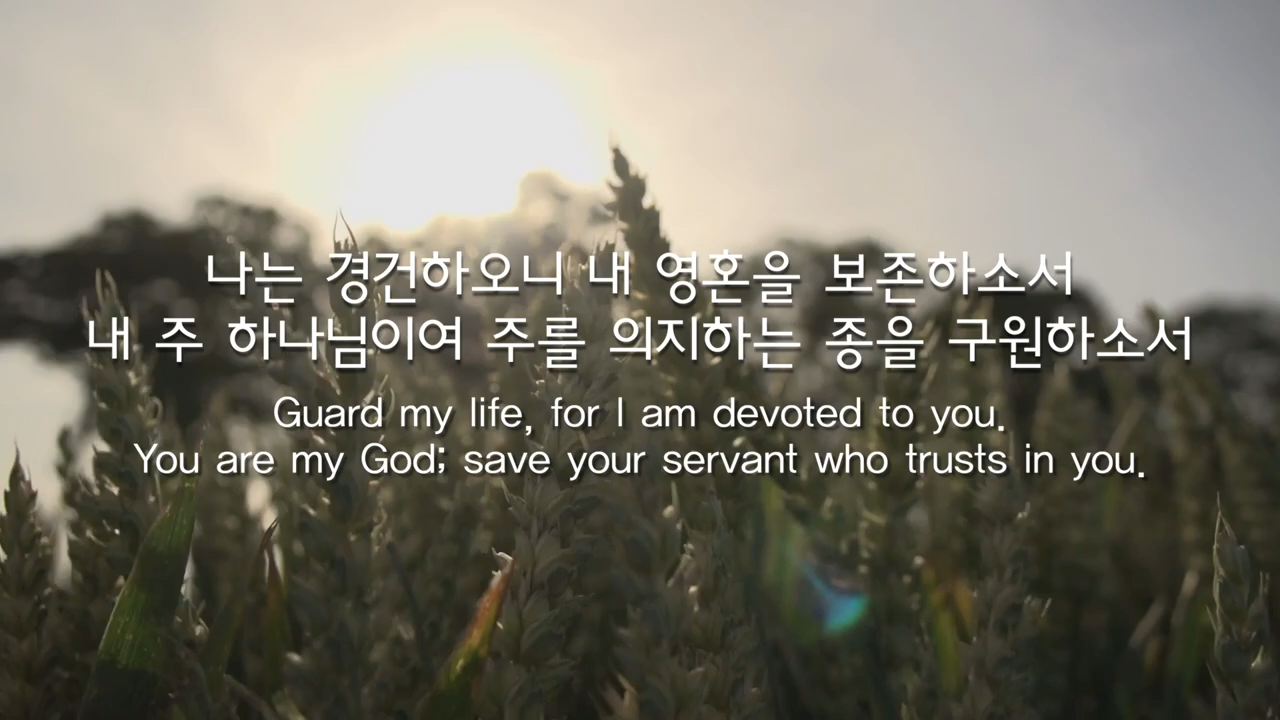 나는 경건하오니 내 영혼을 보존하소서
내 주 하나님이여 주를 의지하는 종을 구원하소서
Guard my life, for I am devoted to you.
You are my God; save your servant who trusts in you.